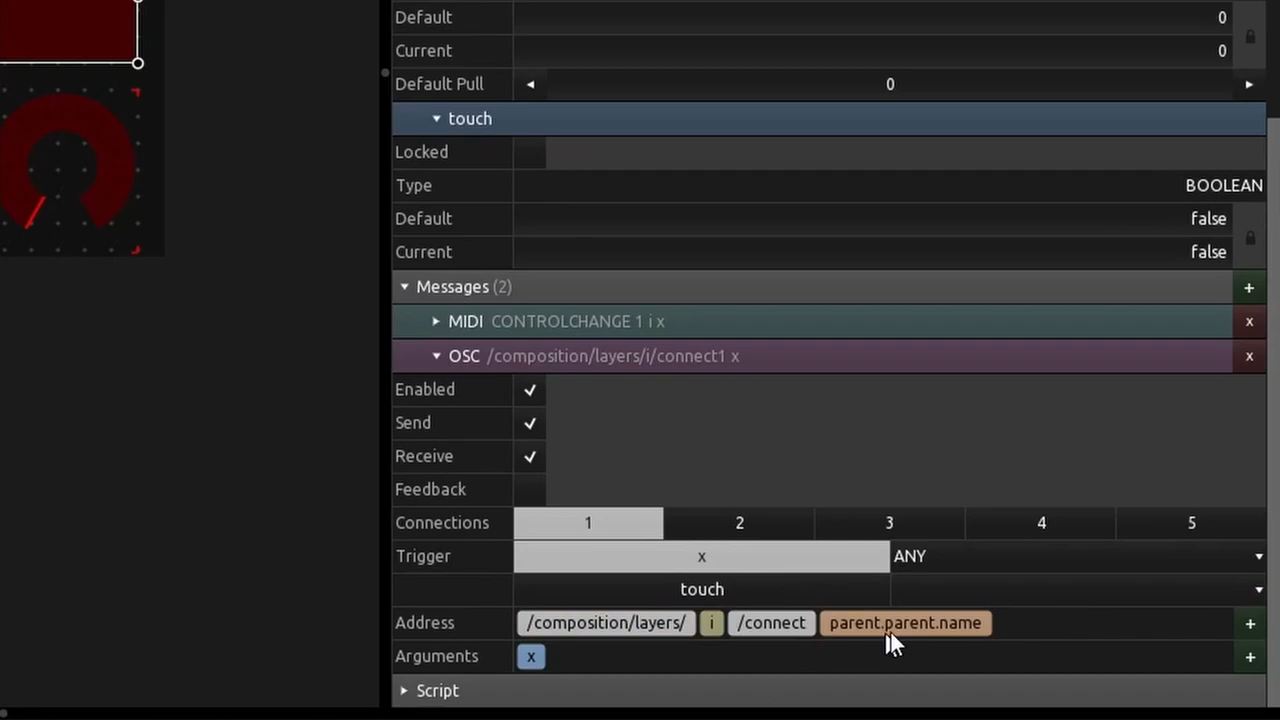 Default 0
Current 0
Default Pull 0
touch
Locked
Type BOOLEAN
Default false
Current false
Messages (2) +
MIDI CONTROLCHANGE 1 i x x
OSC /composition/layers/i/connect1 x x
Enabled
Send
Receive
Feedback
Connections 1 2 3 4 5
Trigger x ANY
touch
Address /composition/layers/ i /connect parent.parent.name +
Arguments x +
Script